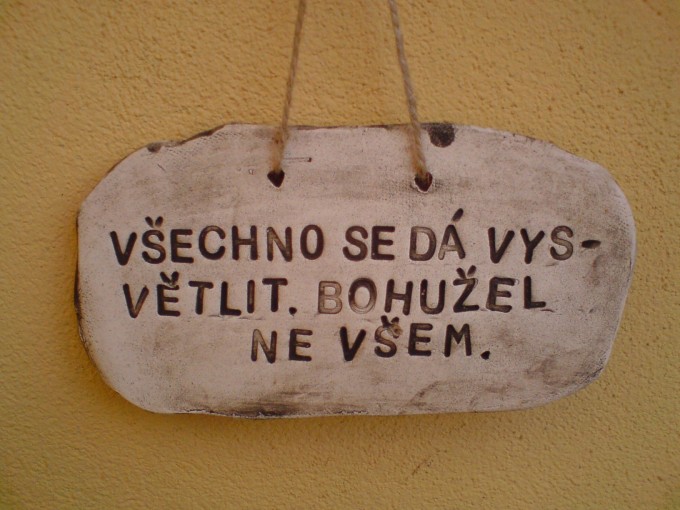 VŠECHNO SE DÁ VYS-
VĚTLIT. BOHUŽEL
NE VŠEM.